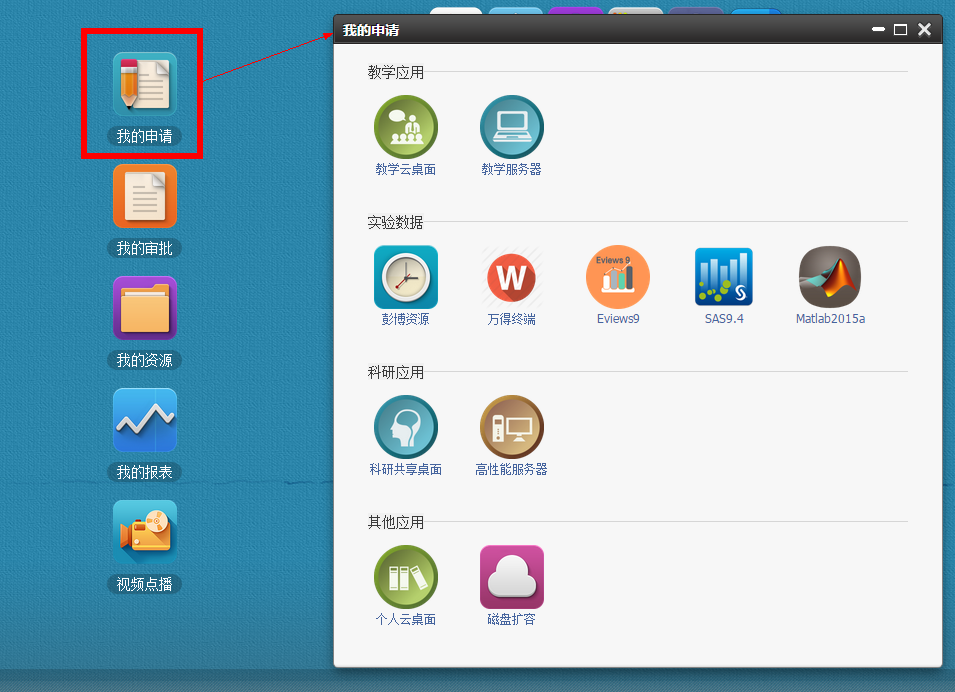 我的申请
我的审批
我的资源
我的报表
视频点播
我的申请
教学应用
教学云桌面
教学服务器
实验数据
彭博资源
W
万得终端
Eviews 9
Eviews9
S
SAS9.4
Matlab2015a
科研应用
科研共享桌面
高性能服务器
其他应用
个人云桌面
磁盘扩容